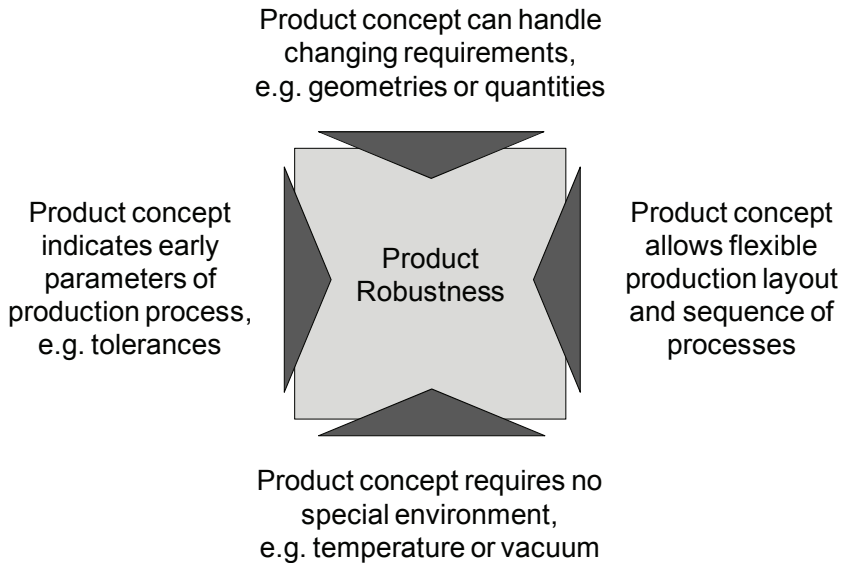 Product concept can handle
changing requirements,
e.g. geometries or quantities
Product concept
indicates early
parameters of
production process,
e.g. tolerances
Product
Robustness
Product concept
allows flexible
production layout
and sequence of
processes
Product concept requires no
special environment,
e.g. temperature or vacuum